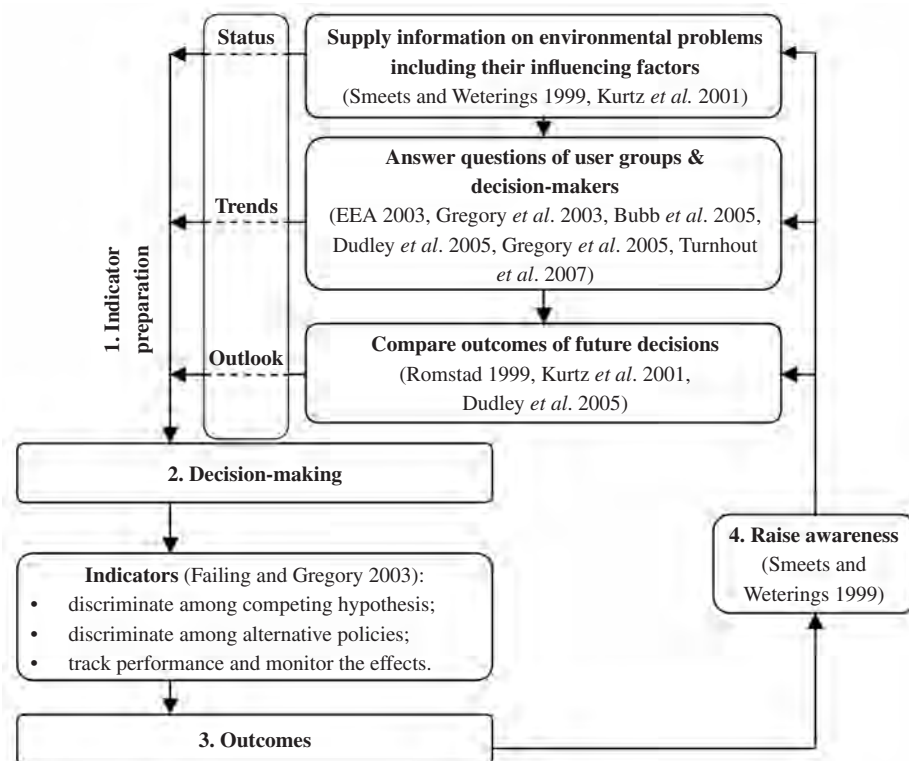 Status
Supply information on environmental problems
including their influencing factors
(Smeets and Weterings 1999, Kurtz et al. 2001)
Trends
Answer questions of user groups &
decision-makers
(EEA 2003, Gregory et al. 2003, Bubb et al. 2005,
Dudley et al. 2005, Gregory et al. 2005, Turnhout
et al. 2007)
1. Indicator
preparation
Outlook
Compare outcomes of future decisions
(Romstad 1999, Kurtz et al. 2001,
Dudley et al. 2005)
2. Decision-making
Indicators (Failing and Gregory 2003):
• discriminate among competing hypothesis;
• discriminate among alternative policies;
• track performance and monitor the effects.
3. Outcomes
4. Raise awareness
(Smeets and
Weterings 1999)